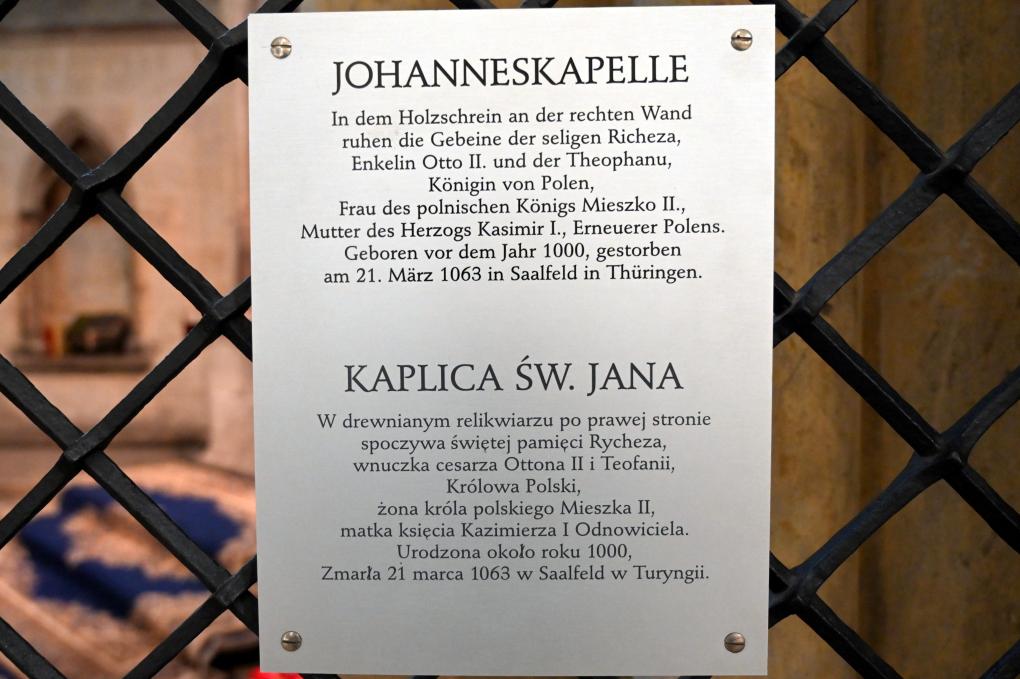 JOHANNESKAPELLE
In dem Holzschrein an der rechten Wand
ruhen die Gebeine der seligen Richeza,
Enkelin Otto II. und der Theophanu,
Königin von Polen,
Frau des polnischen Königs Mieszko II.,
Mutter des Herzogs Kasimir I., Erneuerer Polens.
Geboren vor dem Jahr 1000, gestorben
am 21. März 1063 in Saalfeld in Thüringen.
KAPLICA ŚW. JANA
W drewnianym relikwiarzu po prawej stronie
spoczywa świętej pamięci Rycheza,
wnuczka cesarza Ottona II i Teofanii,
Królowa Polski,
żona króla polskiego Mieszka II,
matka księcia Kazimierza I Odnowiciela.
Urodzona około roku 1000,
Zmarła 21 marca 1063 w Saalfeld w Turyngii.